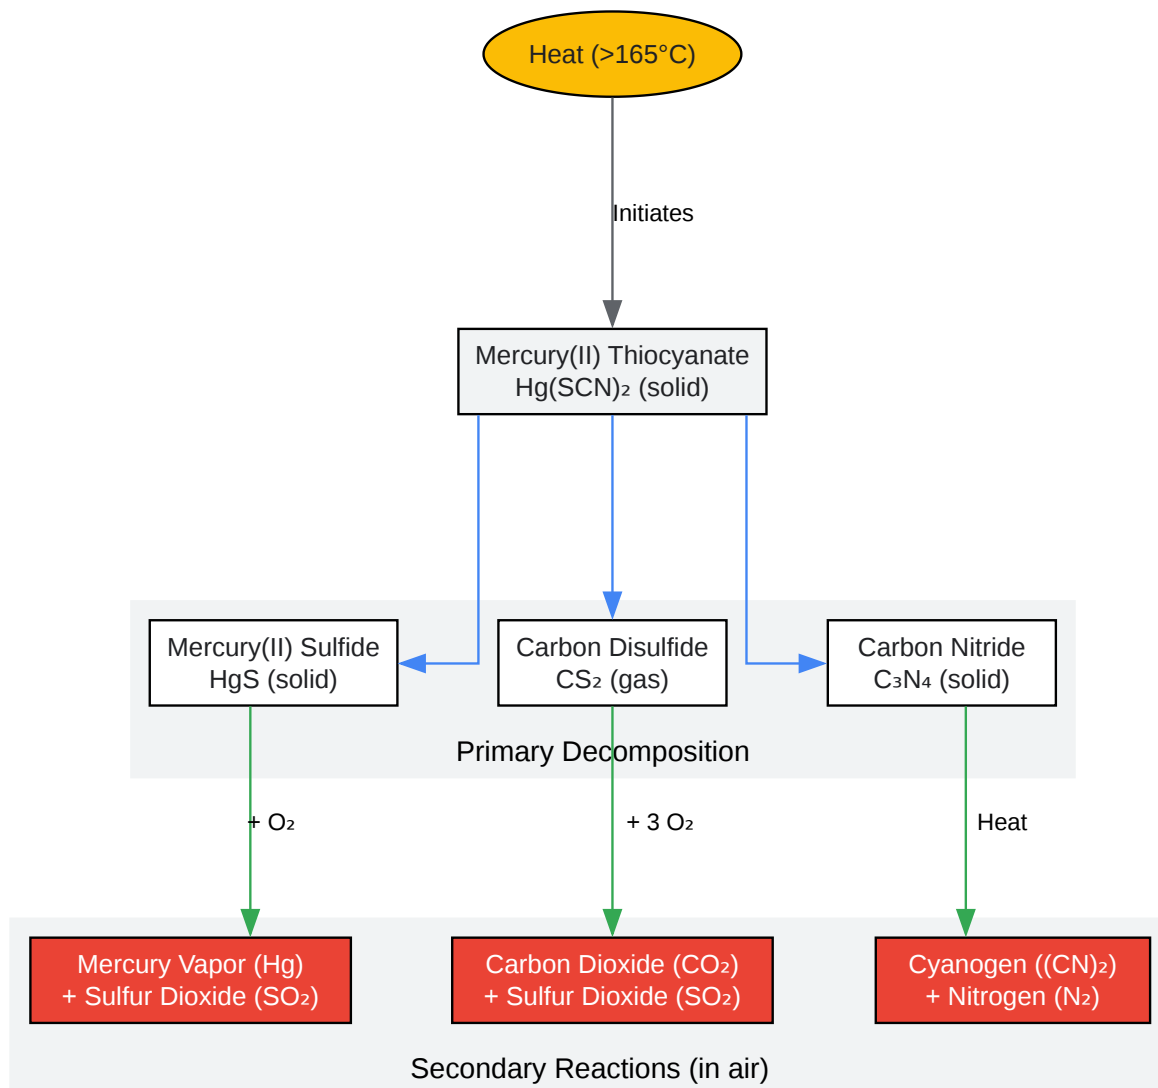 Heat (>165°C)
Initiates
Mercury(II) Thiocyanate
Hg(SCN)₂ (solid)
Mercury(II) Sulfide
HgS (solid)
Carbon Disulfide
CS₂ (gas)
Carbon Nitride
C₃N₄ (solid)
Primary Decomposition
+ O₂
+ 3 O₂
Heat
Mercury Vapor (Hg)
+ Sulfur Dioxide (SO₂)
Carbon Dioxide (CO₂)
+ Sulfur Dioxide (SO₂)
Cyanogen ((CN)₂)
+ Nitrogen (N₂)
Secondary Reactions (in air)